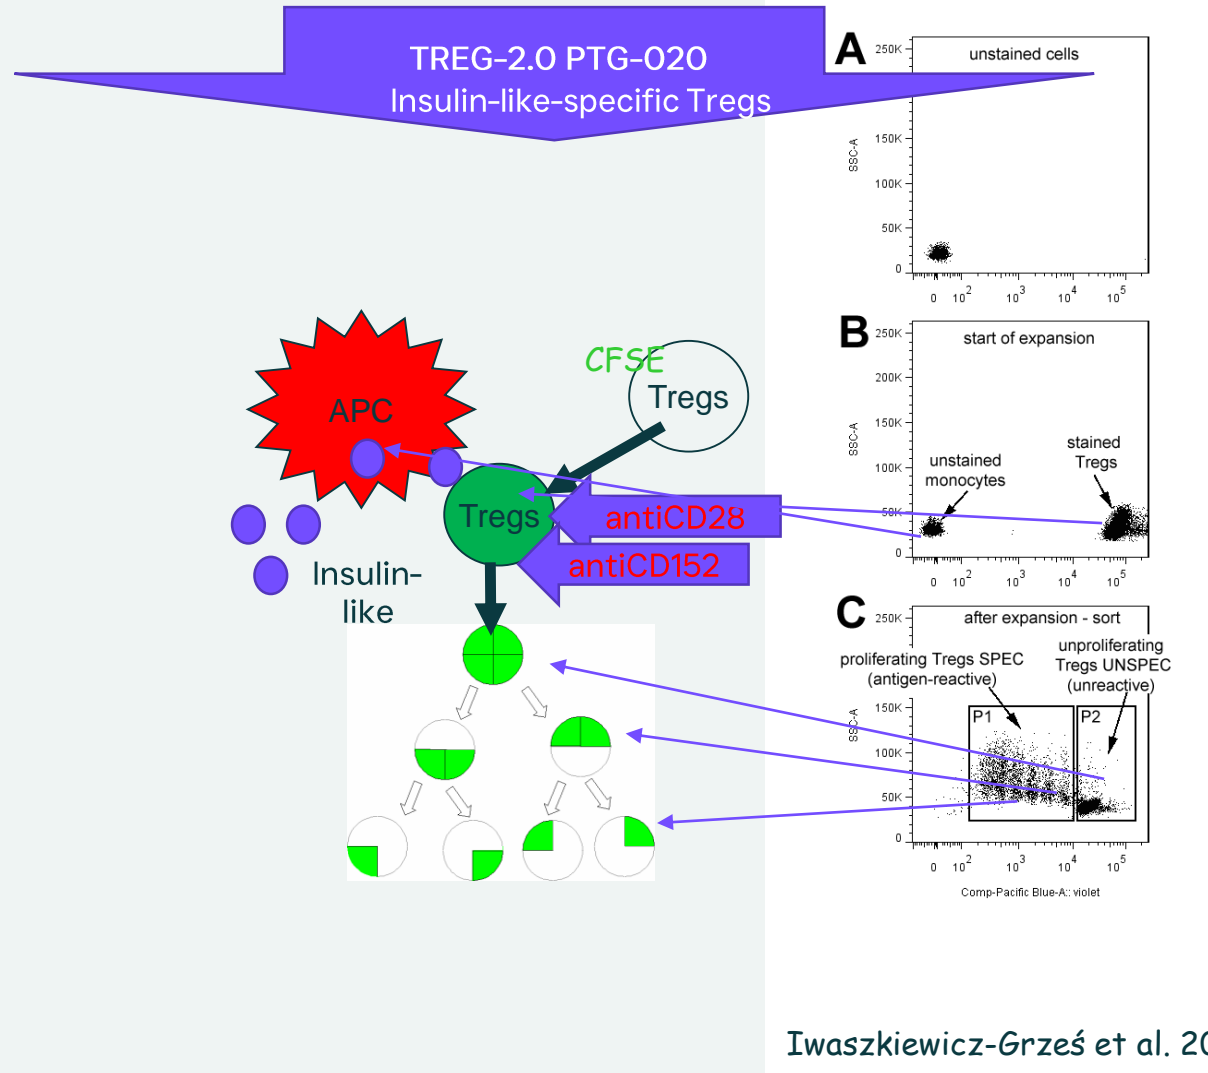 TREG-2.0 PTG-020
Insulin-like-specific Tregs
APC
CFSE
Tregs
Tregs
antiCD28
antiCD152
Insulin-
like
A
unstained cells
250K
150K
100K
50K
0
SSC-A
0 10^2 10^3 10^4 10^5
B
start of expansion
250K
200K
150K
100K
50K
0
SSC-A
unstained
monocytes
stained
Tregs
0 10^2 10^3 10^4 10^5
C
after expansion - sort
250K
150K
100K
50K
0
SSC-A
proliferating Tregs SPEC
(antigen-reactive)
unproliferating
Tregs UNSPEC
(unreactive)
P1
P2
0 10^2 10^3 10^4 10^5
Comp-Pacific Blue-A:: violet
Iwaszkiewicz-Grześ et al.